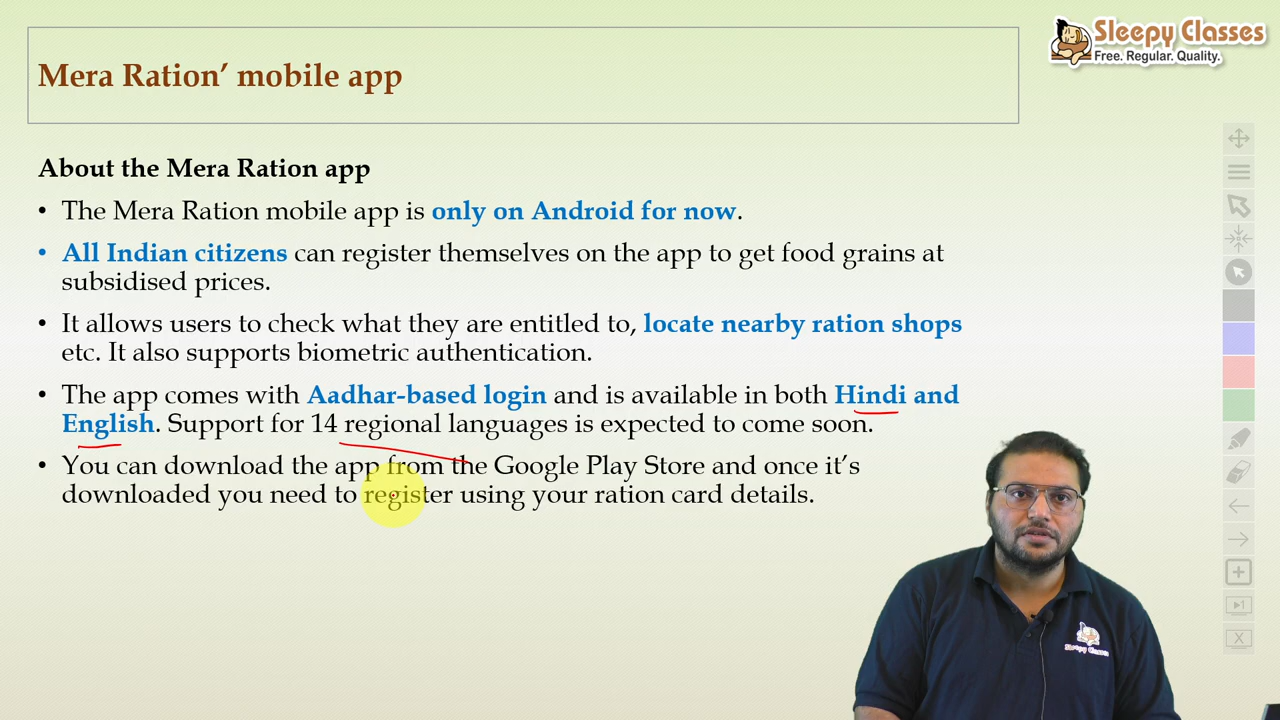 Sleepy Classes
Free. Regular. Quality.
Mera Ration’ mobile app
About the Mera Ration app
• The Mera Ration mobile app is only on Android for now.
• All Indian citizens can register themselves on the app to get food grains at
subsidised prices.
• It allows users to check what they are entitled to, locate nearby ration shops
etc. It also supports biometric authentication.
• The app comes with Aadhar-based login and is available in both Hindi and
English. Support for 14 regional languages is expected to come soon.
• You can download the app from the Google Play Store and once it’s
downloaded you need to register using your ration card details.
Sleepy Classes